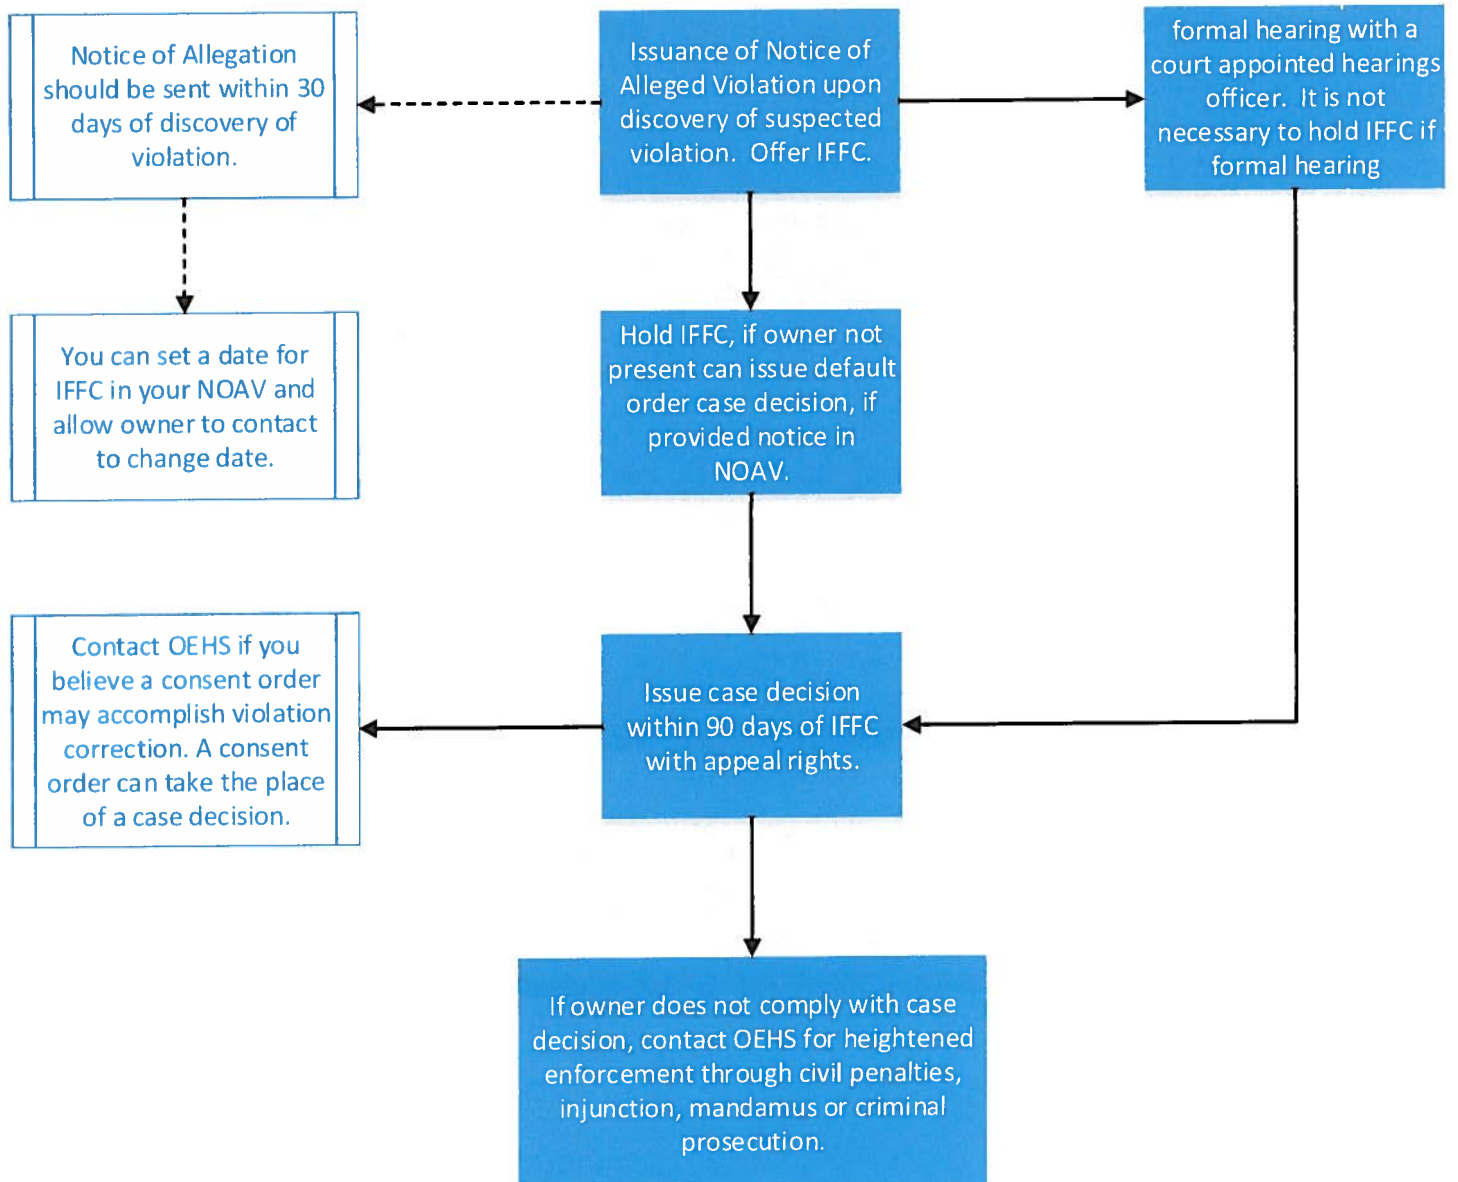 Notice of Allegation
should be sent within 30
days of discovery of
violation.
Issuance of Notice of
Alleged Violation upon
discovery of suspected
violation.  Offer IFFC.
formal hearing with a
court appointed hearings
officer.  It is not
necessary to hold IFFC if
formal hearing
You can set a date for
IFFC in your NOAV and
allow owner to contact
to change date.
Hold IFFC, if owner not
present can issue default
order case decision, if
provided notice in
NOAV.
Contact OEHS if you
believe a consent order
may accomplish violation
correction. A consent
order can take the place
of a case decision.
Issue case decision
within 90 days of IFFC
with appeal rights.
If owner does not comply with case
decision, contact OEHS for heightened
enforcement through civil penalties,
injunction, mandamus or criminal
prosecution.